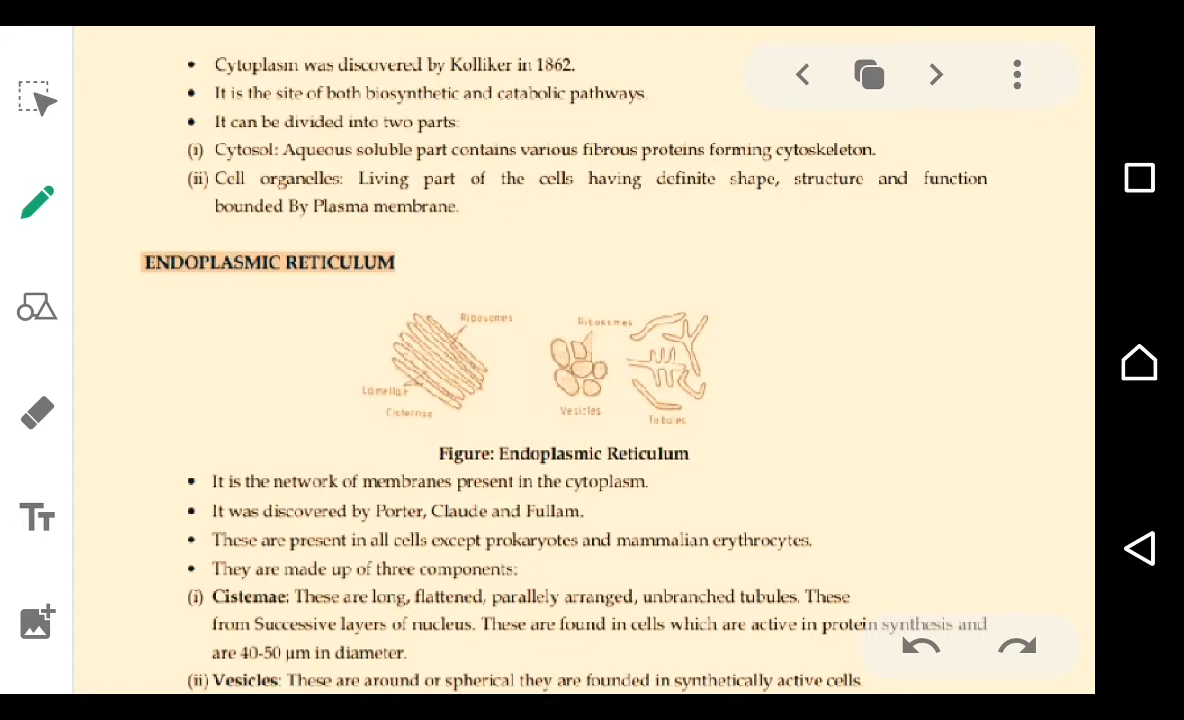 • Cytoplasm was discovered by Kolliker in 1862.
• It is the site of both biosynthetic and catabolic pathways.
• It can be divided into two parts:
(i) Cytosol: Aqueous soluble part contains various fibrous proteins forming cytoskeleton.
(ii) Cell organelles: Living part of the cells having definite shape, structure and function
bounded By Plasma membrane.
ENDOPLASMIC RETICULUM
Ribosomes
Ribosomes
Lamellar
Cisternae
Vesicles
Tubules
Figure: Endoplasmic Reticulum
• It is the network of membranes present in the cytoplasm.
• It was discovered by Porter, Claude and Fullam.
• These are present in all cells except prokaryotes and mammalian erythrocytes.
• They are made up of three components:
(i) Cistemae: These are long, flattened, parallely arranged, unbranched tubules. These
from Successive layers of nucleus. These are found in cells which are active in protein synthesis and
are 40-50 μm in diameter.
(ii) Vesicles: These are around or spherical they are founded in synthetically active cells
TT